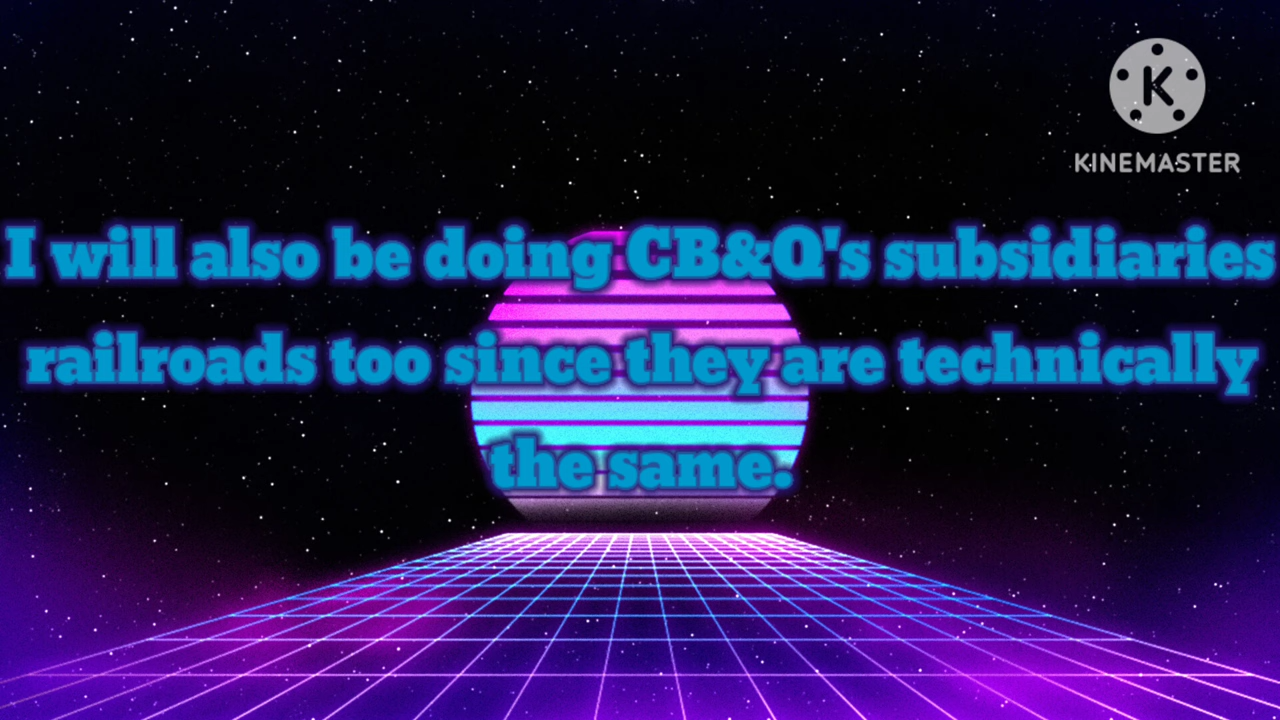 K
KINEMASTER
I will also be doing CB&Q's subsidiaries
railroads too since they are technically
the same.